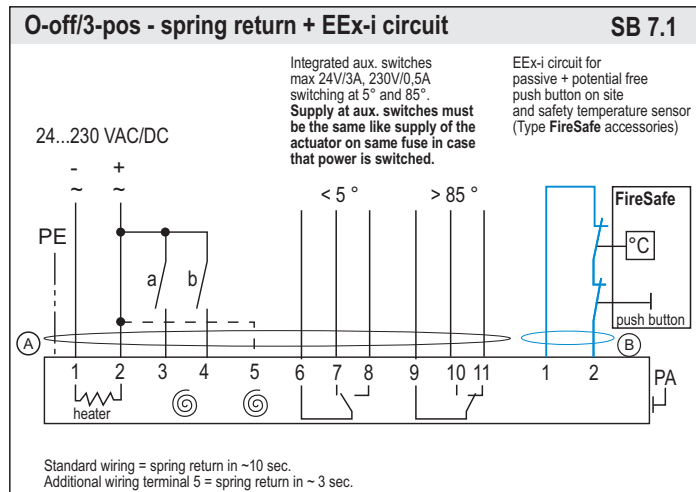 O-off/3-pos - spring return + EEx-i circuit SB 7.1
Integrated aux. switches
max 24V/3A, 230V/0,5A
switching at 5° and 85°.
Supply at aux. switches must
be the same like supply of the
actuator on same fuse in case
that power is switched.
EEx-i circuit for
passive + potential free
push button on site
and safety temperature sensor
(Type FireSafe accessories)
24...230 VAC/DC
- +
~ ~
< 5 ° > 85 °
FireSafe
PE
°C
a b
push button
A B
1 2 3 4 5 6 7 8 9 10 11 1 2
PA
heater
Standard wiring = spring return in ~10 sec.
Additional wiring terminal 5 = spring return in ~ 3 sec.